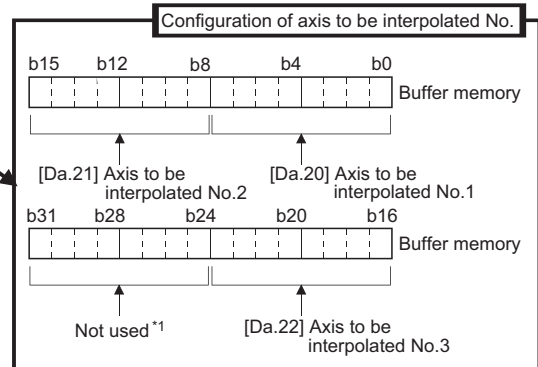 Configuration of axis to be interpolated No.
b15 b12 b8 b4 b0
Buffer memory
[Da.21] Axis to be
interpolated No.2
[Da.20] Axis to be
interpolated No.1
b31 b28 b24 b20 b16
Buffer memory
Not used *1
[Da.22] Axis to be
interpolated No.3